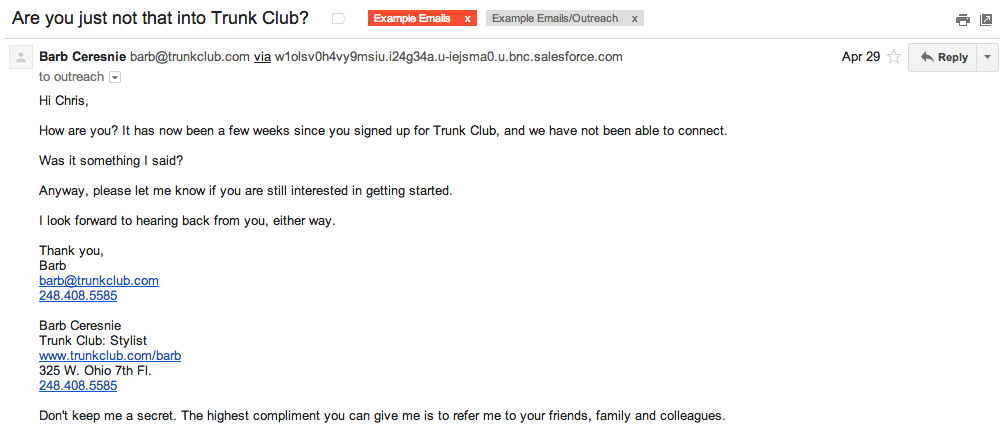 Are you just not that into Trunk Club? Example Emails x Example Emails/Outreach x
Barb Ceresnie barb@trunkclub.com via w1olsv0h4vy9msiu.i24g34a.u-iejsma0.u.bnc.salesforce.com Apr 29 Reply
to outreach
Hi Chris,
How are you? It has now been a few weeks since you signed up for Trunk Club, and we have not been able to connect.
Was it something I said?
Anyway, please let me know if you are still interested in getting started.
I look forward to hearing back from you, either way.
Thank you,
Barb
barb@trunkclub.com
248.408.5585
Barb Ceresnie
Trunk Club: Stylist
www.trunkclub.com/barb
325 W. Ohio 7th Fl.
248.408.5585
Don't keep me a secret. The highest compliment you can give me is to refer me to your friends, family and colleagues.